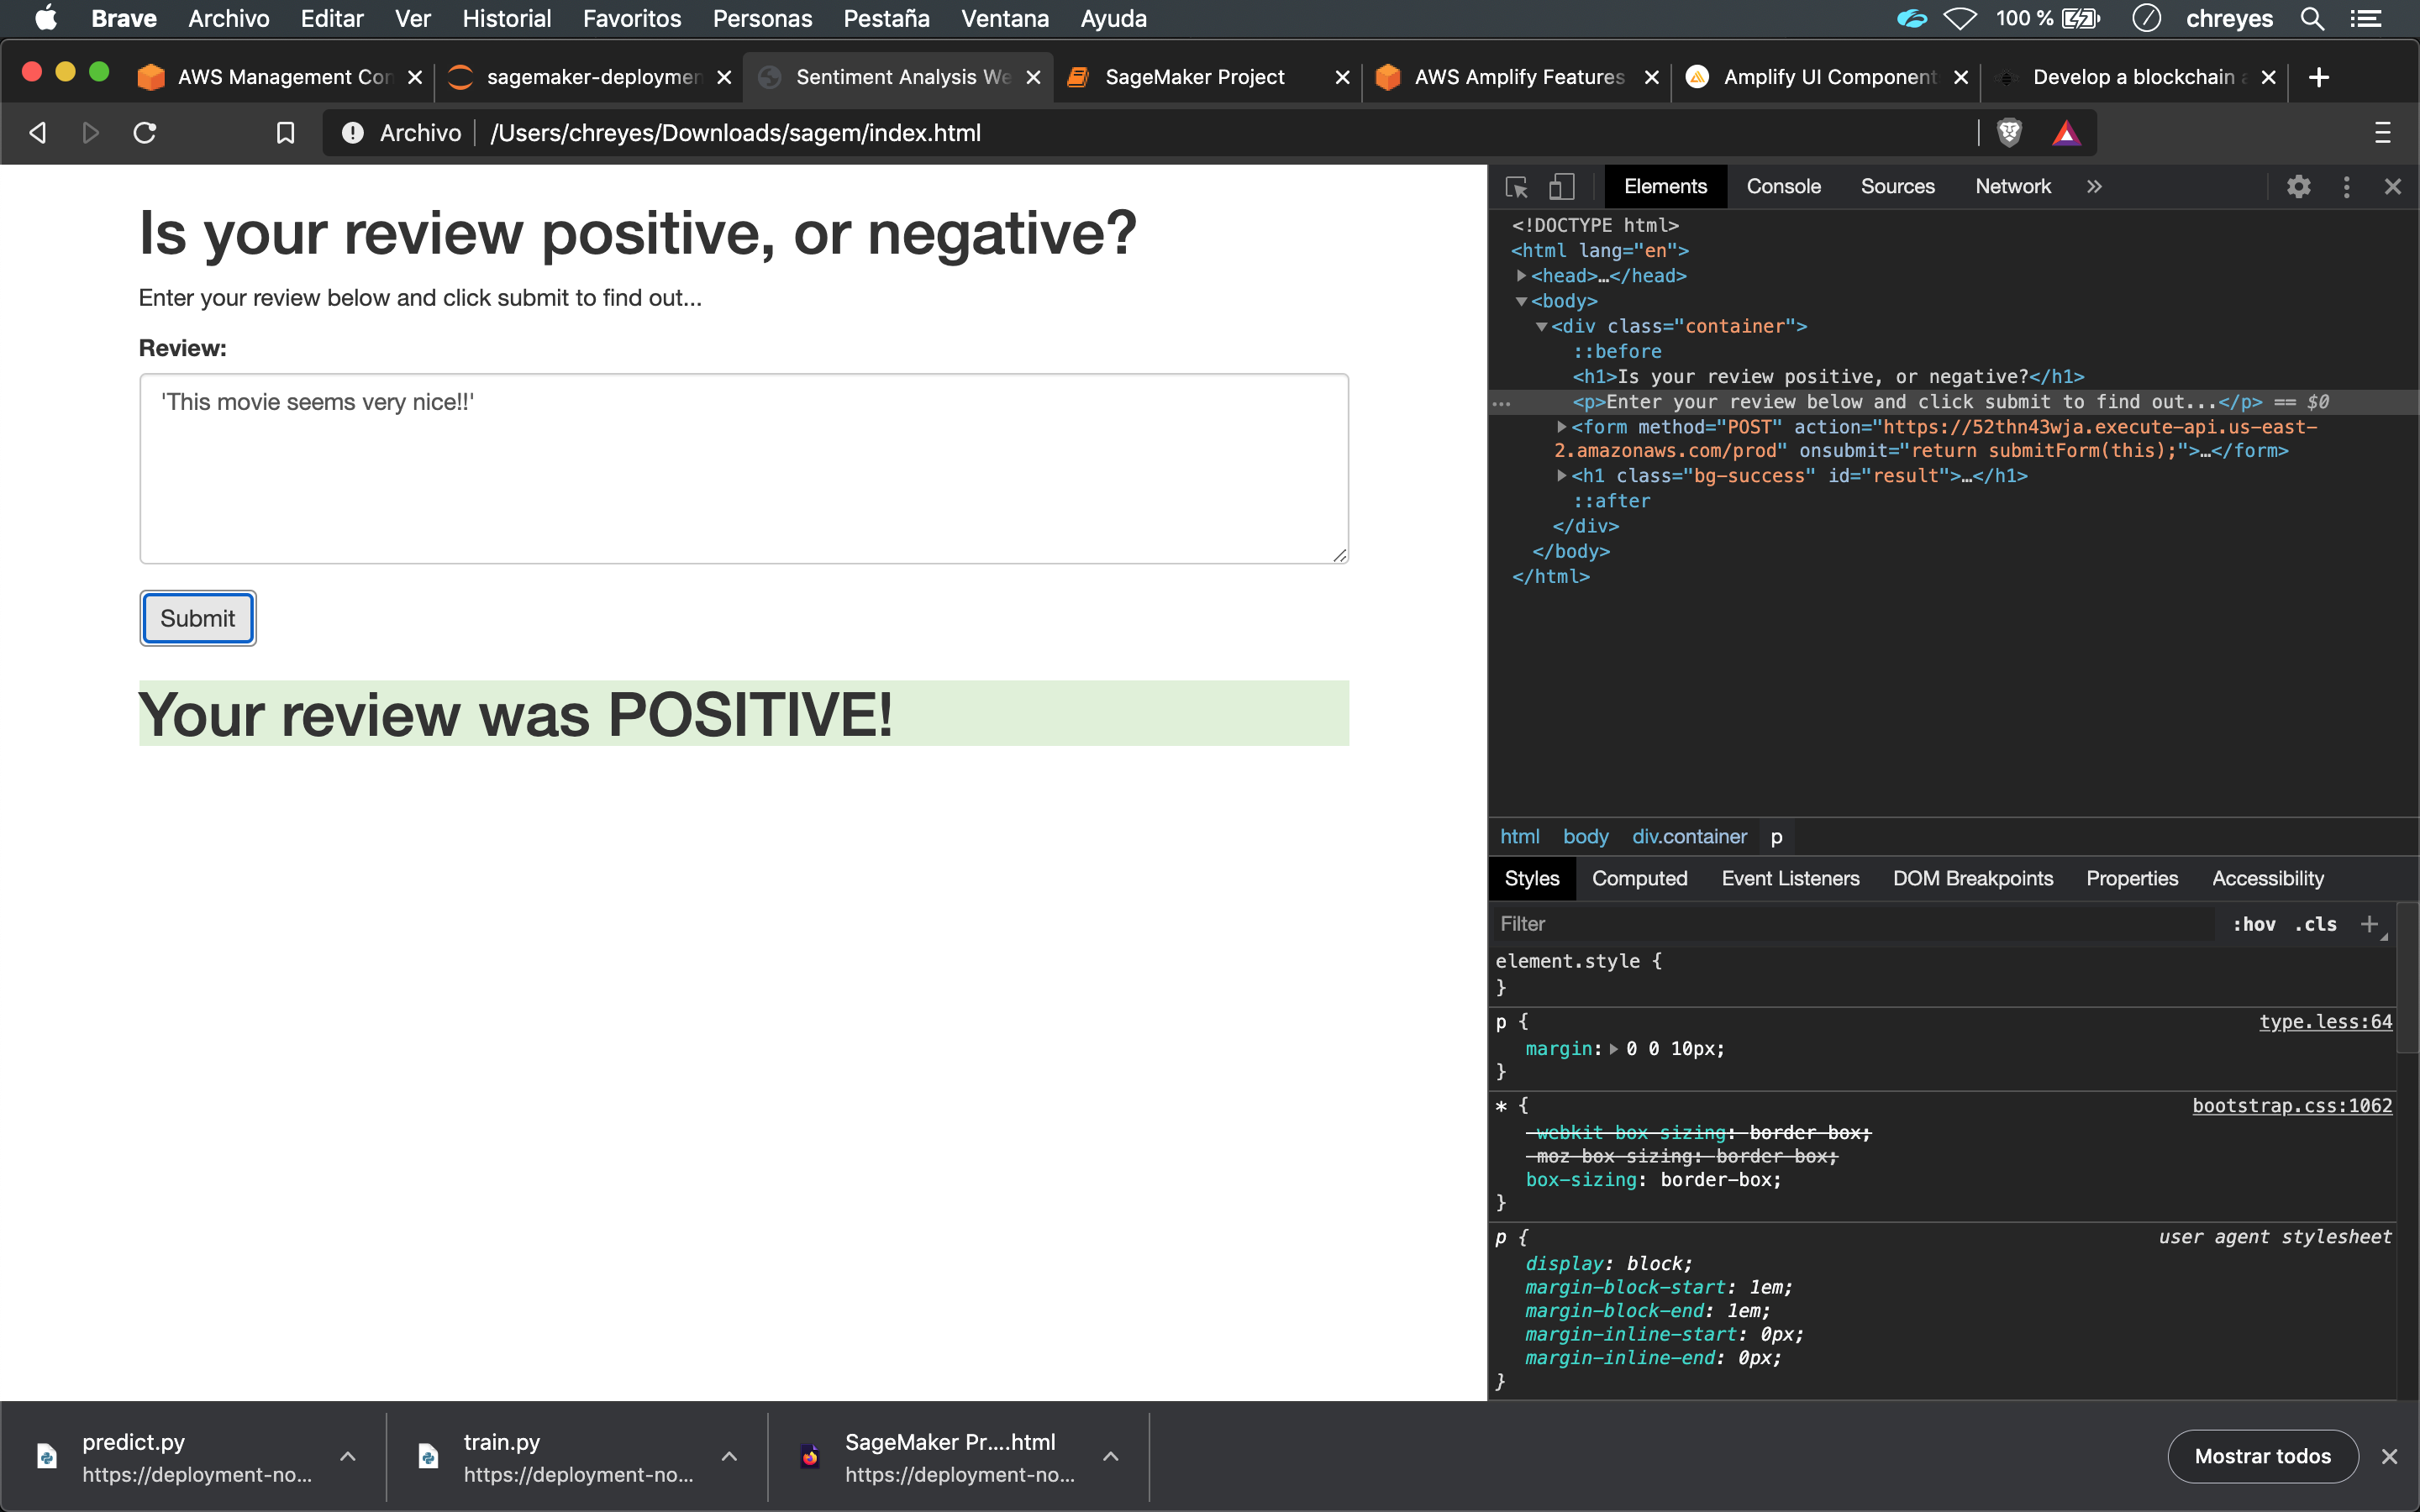 Brave Archivo Editar Ver Historial Favoritos Personas Pestaña Ventana Ayuda 100 % chreyes
AWS Management Con sagemaker-deploymen Sentiment Analysis We SageMaker Project AWS Amplify Features Amplify UI Component Develop a blockchain a
Archivo /Users/chreyes/Downloads/sagem/index.html
Is your review positive, or negative?
Enter your review below and click submit to find out...
Review:
'This movie seems very nice!!'
Submit
Your review was POSITIVE!
Elements Console Sources Network
<!DOCTYPE html>
<html lang="en">
<head>…</head>
<body>
<div class="container">
::before
<h1>Is your review positive, or negative?</h1>
<p>Enter your review below and click submit to find out...</p> == $0
<form method="POST" action="https://52thn43wja.execute-api.us-east-
2.amazonaws.com/prod" onsubmit="return submitForm(this);">…</form>
<h1 class="bg-success" id="result">…</h1>
::after
</div>
</body>
</html>
html body div.container p
Styles Computed Event Listeners DOM Breakpoints Properties Accessibility
Filter :hov .cls
element.style {
}
p { type.less:64
margin: 0 0 10px;
}
* { bootstrap.css:1062
-webkit-box-sizing: border-box;
-moz-box-sizing: border-box;
box-sizing: border-box;
}
p { user agent stylesheet
display: block;
margin-block-start: 1em;
margin-block-end: 1em;
margin-inline-start: 0px;
margin-inline-end: 0px;
}
predict.py train.py SageMaker Pr....html Mostrar todos
https://deployment-no... https://deployment-no... https://deployment-no...